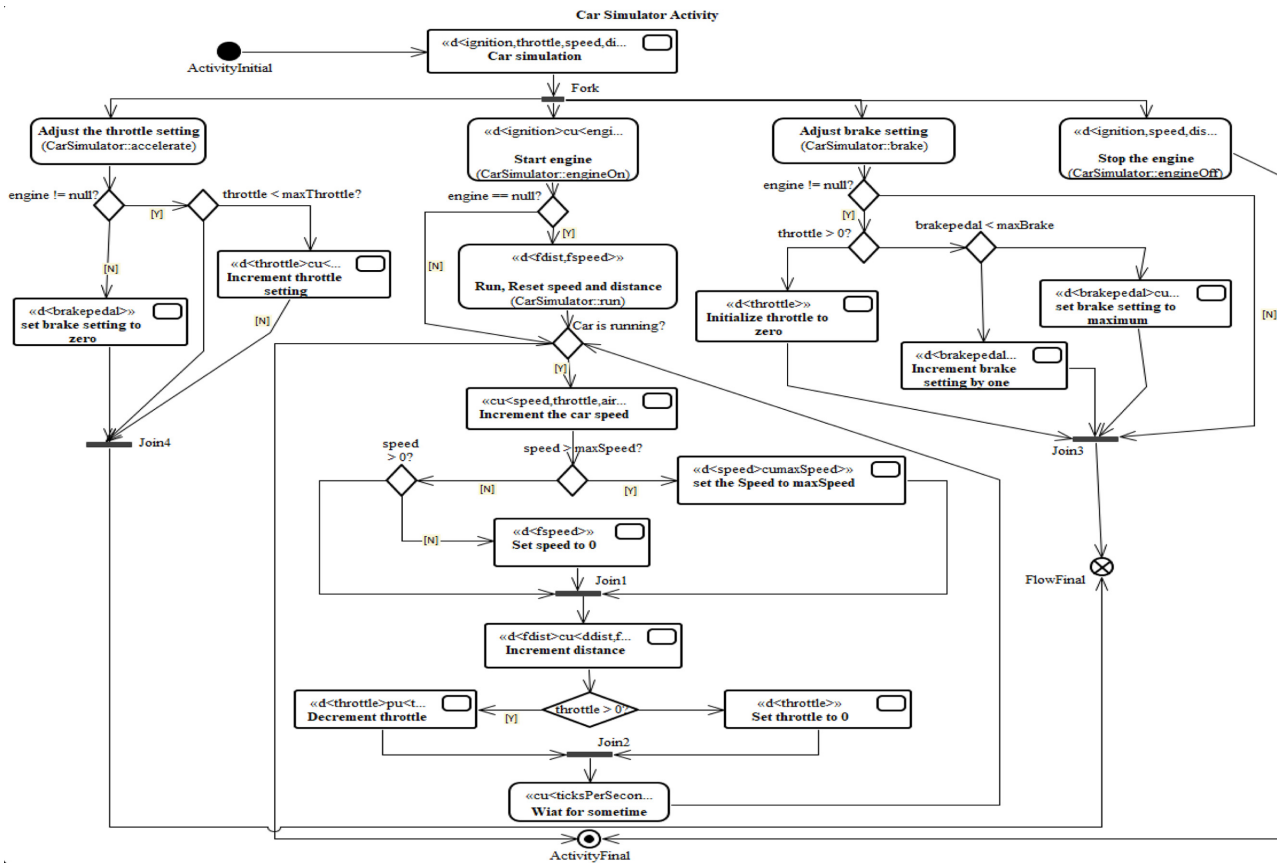 Car Simulator Activity
«d<ignition,throttle,speed,di...
Car simulation
ActivityInitial
Fork
Adjust the throttle setting
(CarSimulator::accelerate)
«d<ignition>cu<engi...
Start engine
(CarSimulator::engineOn)
Adjust brake setting
(CarSimulator::brake)
«d<ignition,speed,dis...
Stop the engine
(CarSimulator::engineOff)
engine != null?
[Y]
throttle < maxThrottle?
engine == null?
[Y]
[N]
engine != null?
[Y]
throttle > 0?
brakepedal < maxBrake
[N]
«d<throttle>cu<...
Increment throttle
setting
[N]
[N]
«d<brakepedal>»
set brake setting to
zero
«d<fdist,fspeed>»
Run, Reset speed and distance
(CarSimulator::run)
Car is running?
[Y]
«d<throttle>»
Initialize throttle to
zero
«d<brakepedal>cu...
set brake setting to
maximum
«d<brakepedal...
Increment brake
setting by one
«cu<speed,throttle,air...
Increment the car speed
Join4
Join3
speed
> 0?
speed > maxSpeed?
[N]
[Y]
«d<speed>cumaxSpeed>»
set the Speed to maxSpeed
[N]
«d<fspeed>»
Set speed to 0
Join1
FlowFinal
«d<fdist>cu<ddist,f...
Increment distance
«d<throttle>pu<t...
Decrement throttle
[Y]
throttle > 0?
«d<throttle>»
Set throttle to 0
Join2
«cu<ticksPerSecon...
Wiat for sometime
ActivityFinal